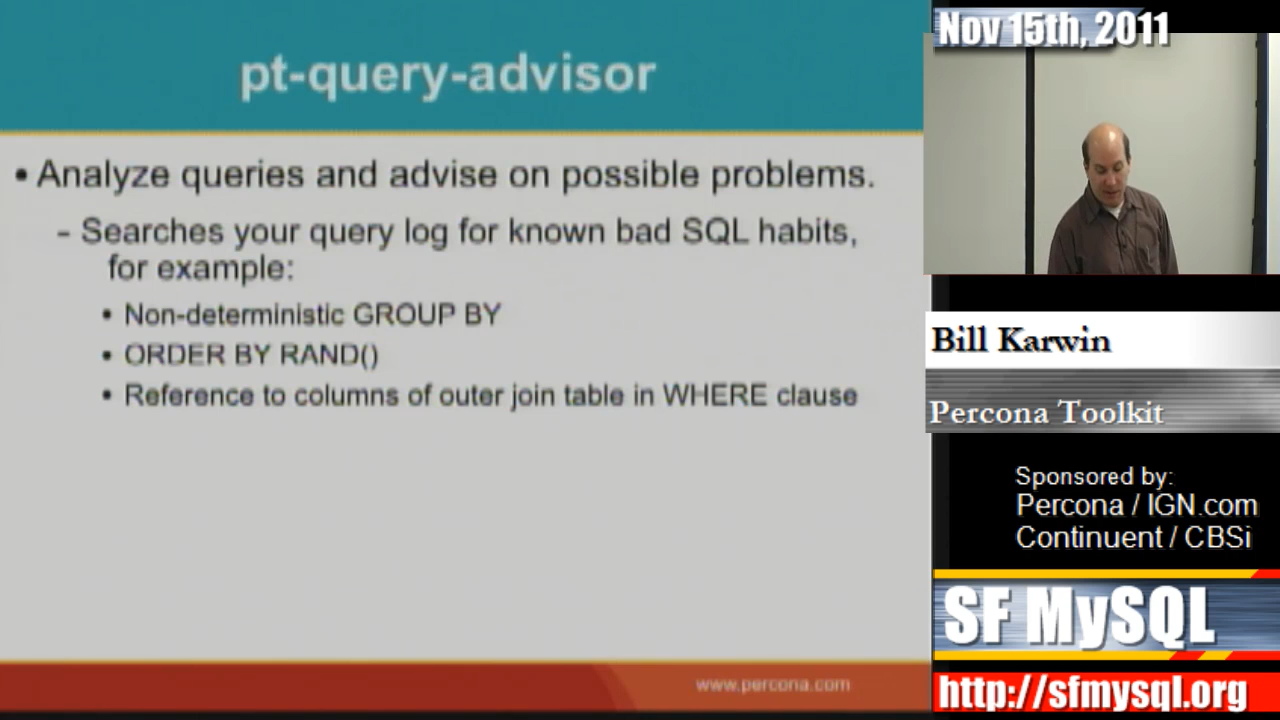 pt-query-advisor
• Analyze queries and advise on possible problems.
– Searches your query log for known bad SQL habits,
for example:
• Non-deterministic GROUP BY
• ORDER BY RAND()
• Reference to columns of outer join table in WHERE clause
www.percona.com
Nov 15th, 2011
Bill Karwin
Percona Toolkit
Sponsored by:
Percona / IGN.com
Continuent / CBSi
SF MySQL
http://sfmysql.org